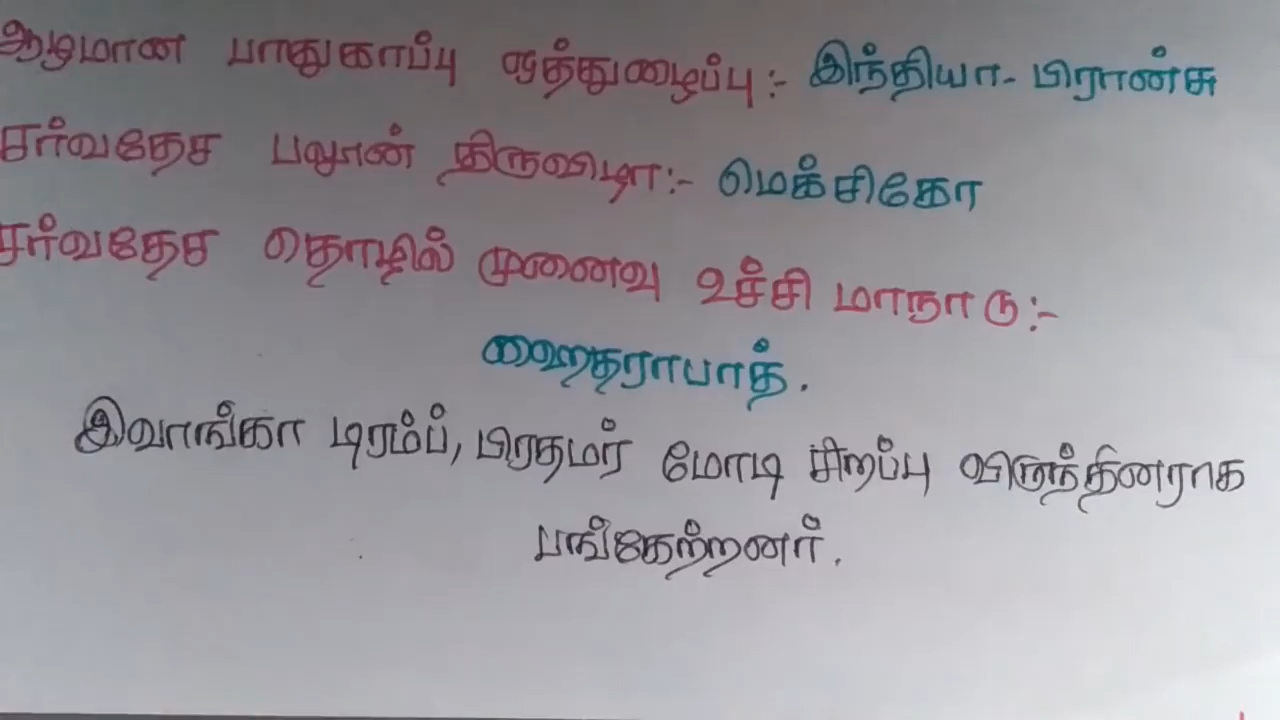 ஆழமான பாதுகாப்பு ஒத்துழைப்பு:- இந்தியா- பிரான்சு
சர்வதேச பலூன் திருவிழா:- மெக்சிகோ
சர்வதேச தொழில் முனைவு உச்சி மாநாடு:-
ஹைதராபாத்.
இவாங்கா டிரம்ப், பிரதமர் மோடி சிறப்பு விருந்தினராக
பங்கேற்றனர்.